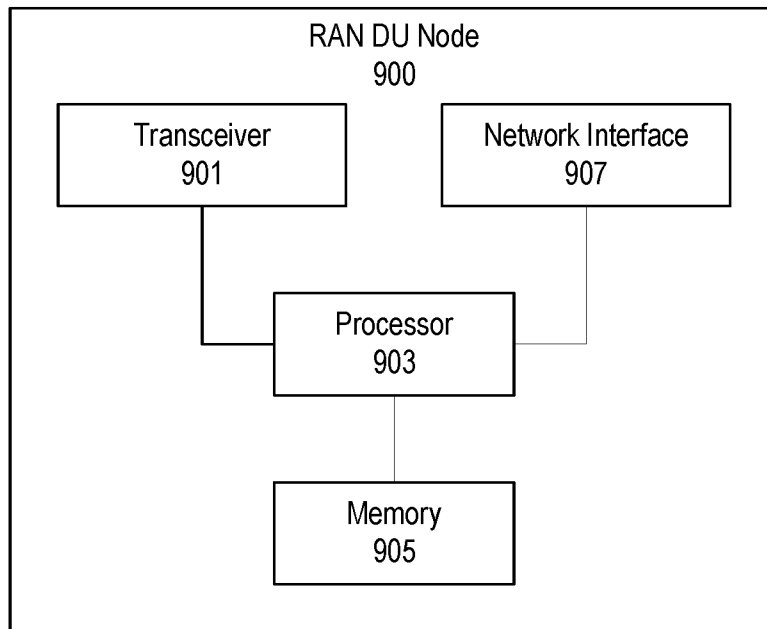 RAN DU Node
900
Transceiver
901
Network Interface
907
Processor
903
Memory
905